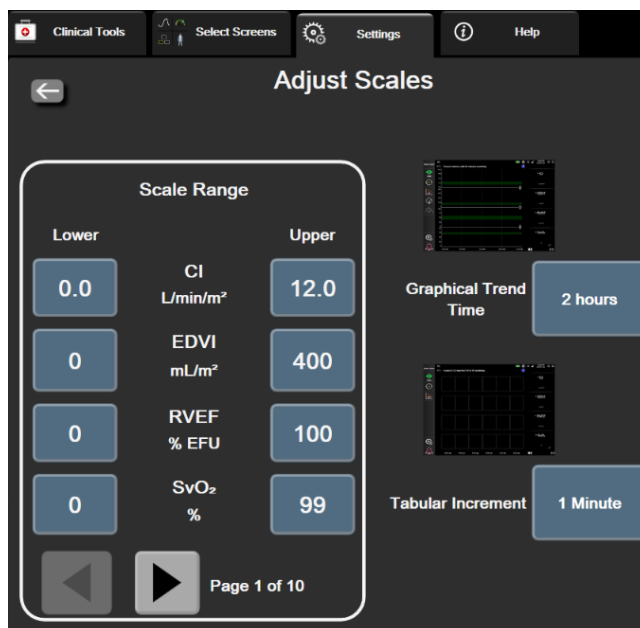 Clinical Tools
Select Screens
Settings
Help
Adjust Scales
Scale Range
Lower
Upper
0.0
CI
L/min/m²
12.0
0
EDVI
mL/m²
400
0
RVEF
% EFU
100
0
SvO₂
%
99
Page 1 of 10
Graphical Trend
Time
2 hours
Tabular Increment
1 Minute